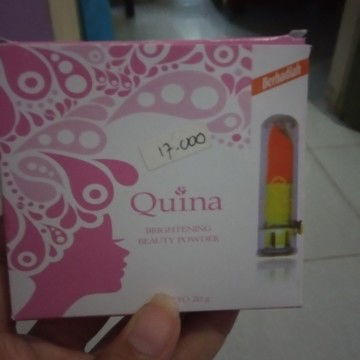 Berhadiah
17.000
Quina
BRIGHTENING
BEAUTY POWDER